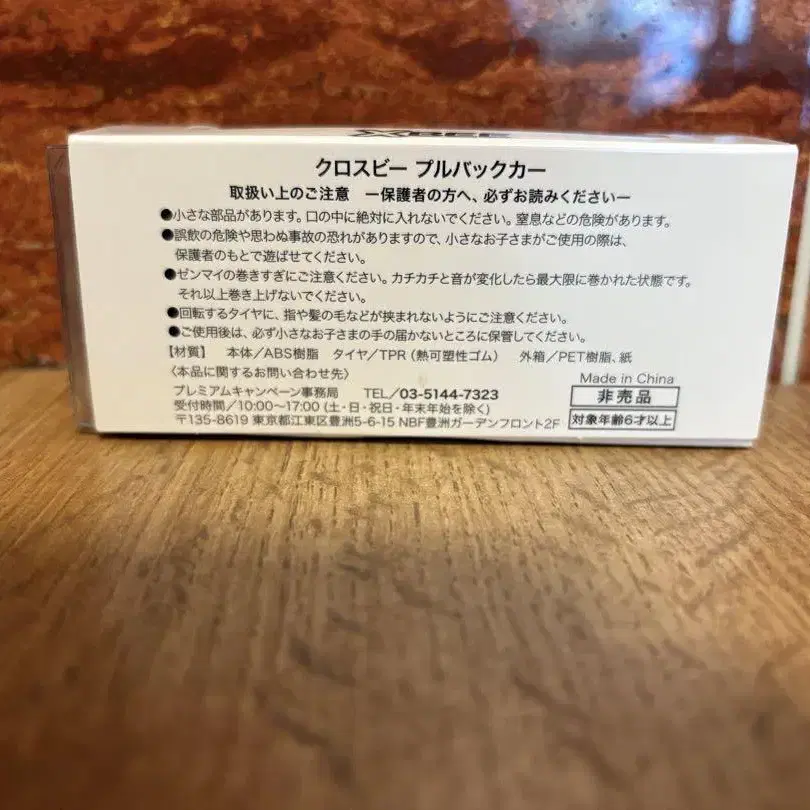 XBEE
クロスビー プルバックカー
取扱い上のご注意 ー保護者の方へ、必ずお読みくださいー
●小さな部品があります。口の中に絶対に入れないでください。窒息などの危険があります。
●誤飲の危険や思わぬ事故の恐れがありますので、小さなお子さまがご使用の際は、
保護者のもとで遊ばせてください。
●ゼンマイの巻きすぎにご注意ください。カチカチと音が変化したら最大限に巻かれた状態です。
それ以上巻き上げないでください。
●回転するタイヤに、指や髪の毛などが挟まれないようにご注意ください。
●ご使用後は、必ず小さなお子さまの手の届かないところに保管してください。
【材質】 本体／ABS樹脂 タイヤ／TPR（熱可塑性ゴム） 外箱／PET樹脂、紙
〈本品に関するお問い合わせ先〉
プレミアムキャンペーン事務局 TEL／03-5144-7323
受付時間／10:00〜17:00（土・日・祝日・年末年始を除く）
〒135-8619 東京都江東区豊洲5-6-15 NBF豊洲ガーデンフロント2F
Made in China
非売品
対象年齢6才以上